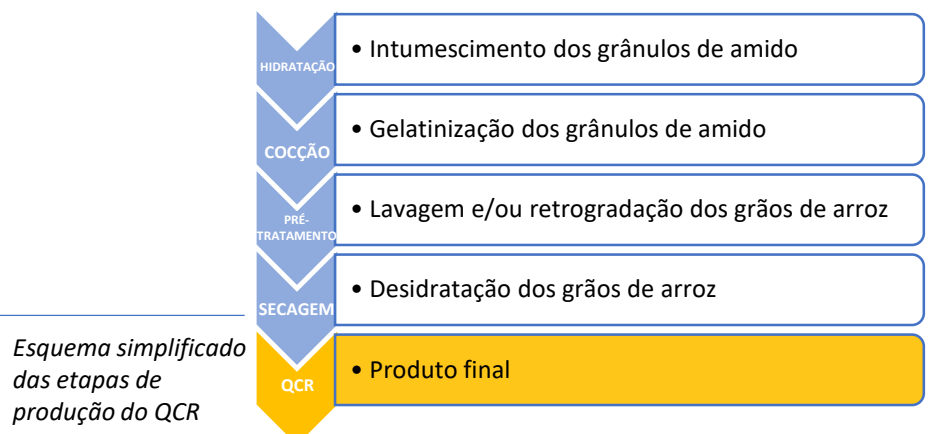 HIDRATAÇÃO
• Intumescimento dos grânulos de amido
COCÇÃO
• Gelatinização dos grânulos de amido
PRÉ-
TRATAMENTO
• Lavagem e/ou retrogradação dos grãos de arroz
SECAGEM
• Desidratação dos grãos de arroz
QCR
• Produto final
Esquema simplificado
das etapas de
produção do QCR